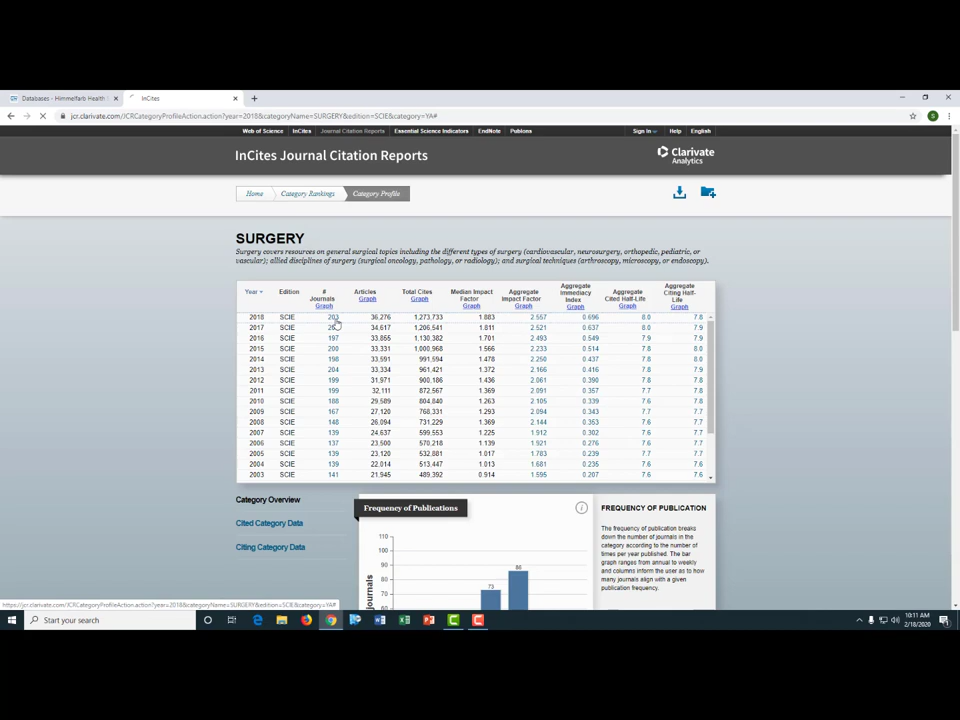 Databases - Himmelfarb Health
InCites
jcr.clarivate.com/JCRCategoryProfileAction.action?year=2018&categoryName=SURGERY&edition=SCIE&category=YA#
Web of Science InCites Journal Citation Reports Essential Science Indicators EndNote Publons Sign In Help English
InCites Journal Citation Reports
Clarivate
Analytics
Home Category Rankings Category Profile
SURGERY
Surgery covers resources on general surgical topics including the different types of surgery (cardiovascular, neurosurgery, orthopedic, pediatric, or
vascular); allied disciplines of surgery (surgical oncology, pathology, or radiology); and surgical techniques (arthroscopy, microscopy, or endoscopy).
Year Edition # Journals Graph Articles Graph Total Cites Graph Median Impact Factor Graph Aggregate Impact Factor Graph Aggregate Immediacy Index Graph Aggregate Cited Half-Life Graph Aggregate Citing Half-Life Graph
2018 SCIE 203 36,276 1,273,733 1.883 2.557 0.696 8.0 7.8
2017 SCIE 34,617 1,206,541 1.811 2.521 0.637 8.0 7.9
2016 SCIE 197 33,855 1,130,382 1.701 2.493 0.549 7.9 7.9
2015 SCIE 200 33,331 1,000,968 1.566 2.233 0.514 7.8 8.0
2014 SCIE 198 33,591 991,594 1.478 2.250 0.437 7.8 8.0
2013 SCIE 204 33,334 961,421 1.372 2.166 0.416 7.8 7.9
2012 SCIE 199 31,971 900,186 1.436 2.061 0.390 7.8 7.8
2011 SCIE 199 32,111 872,567 1.369 2.091 0.357 7.7 7.8
2010 SCIE 188 29,589 804,840 1.263 2.105 0.339 7.6 7.8
2009 SCIE 167 27,120 768,331 1.293 2.094 0.343 7.7 7.7
2008 SCIE 148 26,094 731,229 1.369 2.144 0.353 7.6 7.7
2007 SCIE 139 24,637 599,553 1.225 1.912 0.302 7.7 7.7
2006 SCIE 137 23,500 570,218 1.139 1.921 0.276 7.6 7.7
2005 SCIE 139 23,120 532,881 1.017 1.783 0.239 7.7 7.7
2004 SCIE 139 22,014 513,447 1.013 1.681 0.235 7.6 7.6
2003 SCIE 141 21,945 489,392 0.914 1.595 0.207 7.6 7.6
Category Overview
Cited Category Data
Citing Category Data
Frequency of Publications
110
100
90
80
70
60
73
86
FREQUENCY OF PUBLICATION
The frequency of publication breaks
down the number of journals in the
category according to the number of
times per year published. The bar
graph ranges from annual to weekly
and columns inform the user as to how
many journals align with a given
publication frequency.
https://jcr.clarivate.com/JCRCategoryProfileAction.action?year=2018&categoryName=SURGERY&edition=SCIE&category=YA#
Start your search
10:11 AM
2/18/2020